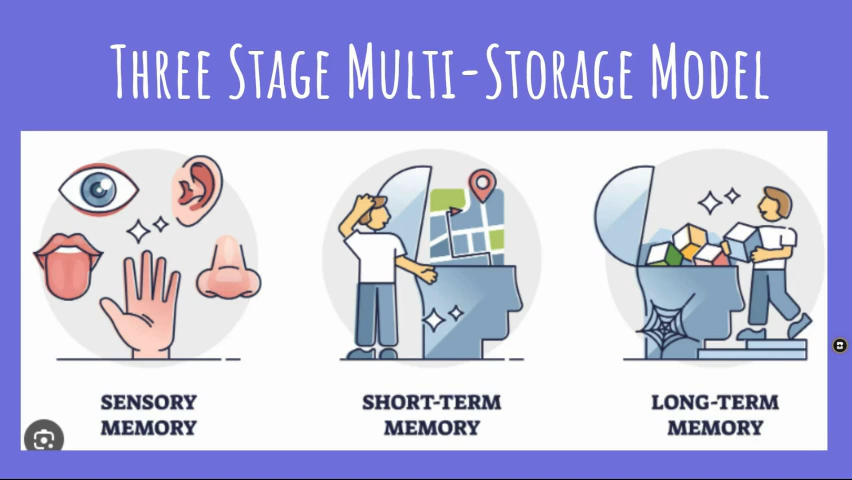 Three Stage Multi-Storage Model
SENSORY
MEMORY
SHORT-TERM
MEMORY
LONG-TERM
MEMORY